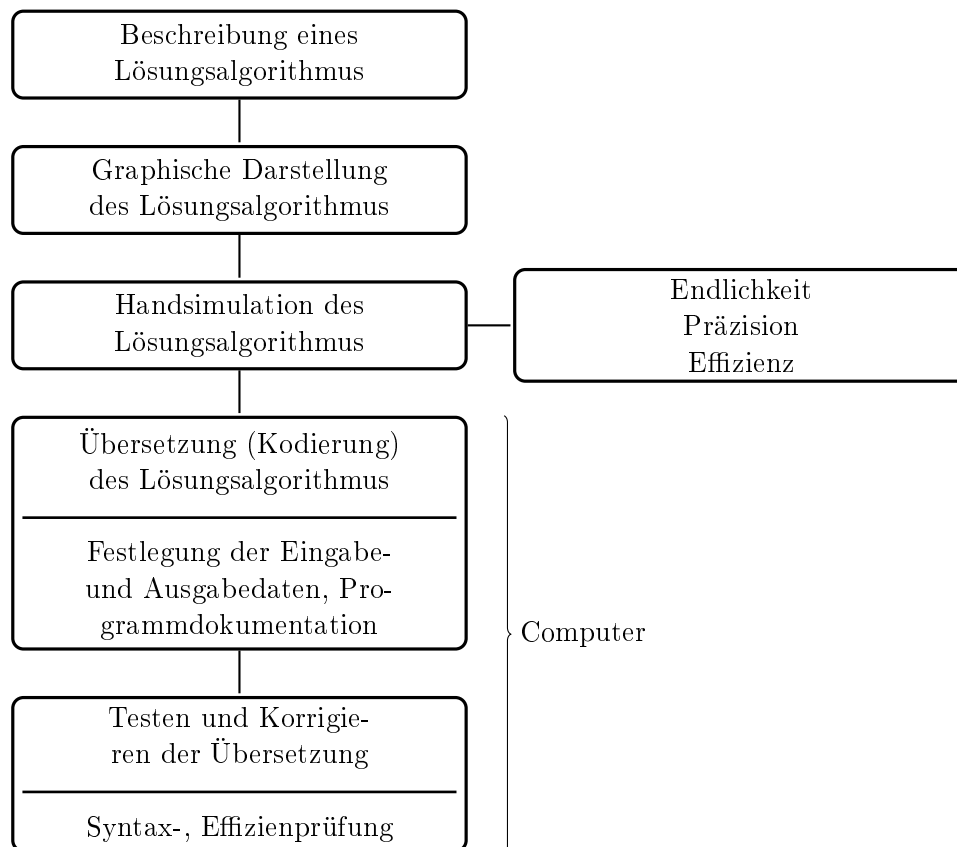 Beschreibung eines
Lösungsalgorithmus
Graphische Darstellung
des Lösungsalgorithmus
Handsimulation des
Lösungsalgorithmus
Endlichkeit
Präzision
Effizienz
Übersetzung (Kodierung)
des Lösungsalgorithmus
Festlegung der Eingabe-
und Ausgabedaten, Pro-
grammdokumentation
Computer
Testen und Korrigie-
ren der Übersetzung
Syntax-, Effizienprüfung